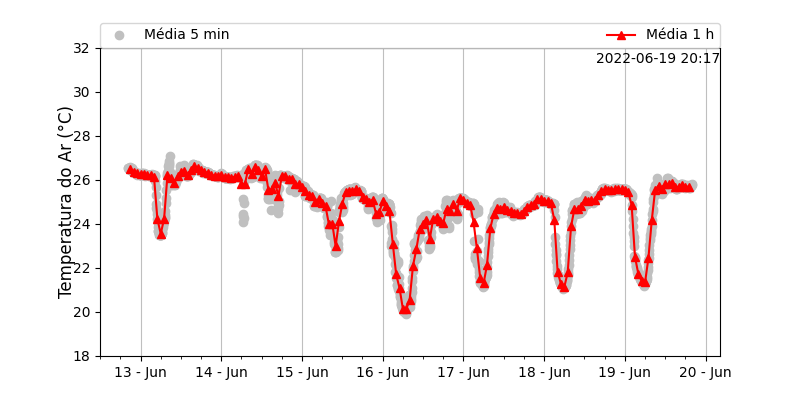 Média 5 min
Média 1 h
2022-06-19 20:17
Temperatura do Ar (°C)
32
30
28
26
24
22
20
18
13 - Jun
14 - Jun
15 - Jun
16 - Jun
17 - Jun
18 - Jun
19 - Jun
20 - Jun